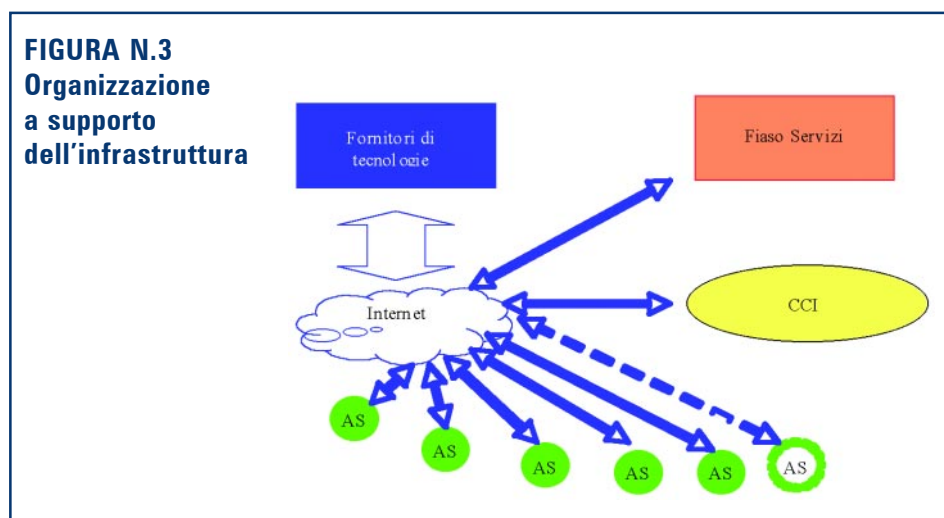 FIGURA N.3
Organizzazione
a supporto
dell'infrastruttura
Fornitori di
tecnologie
Fiaso Servizi
Internet
CCI
AS
AS
AS
AS
AS
AS